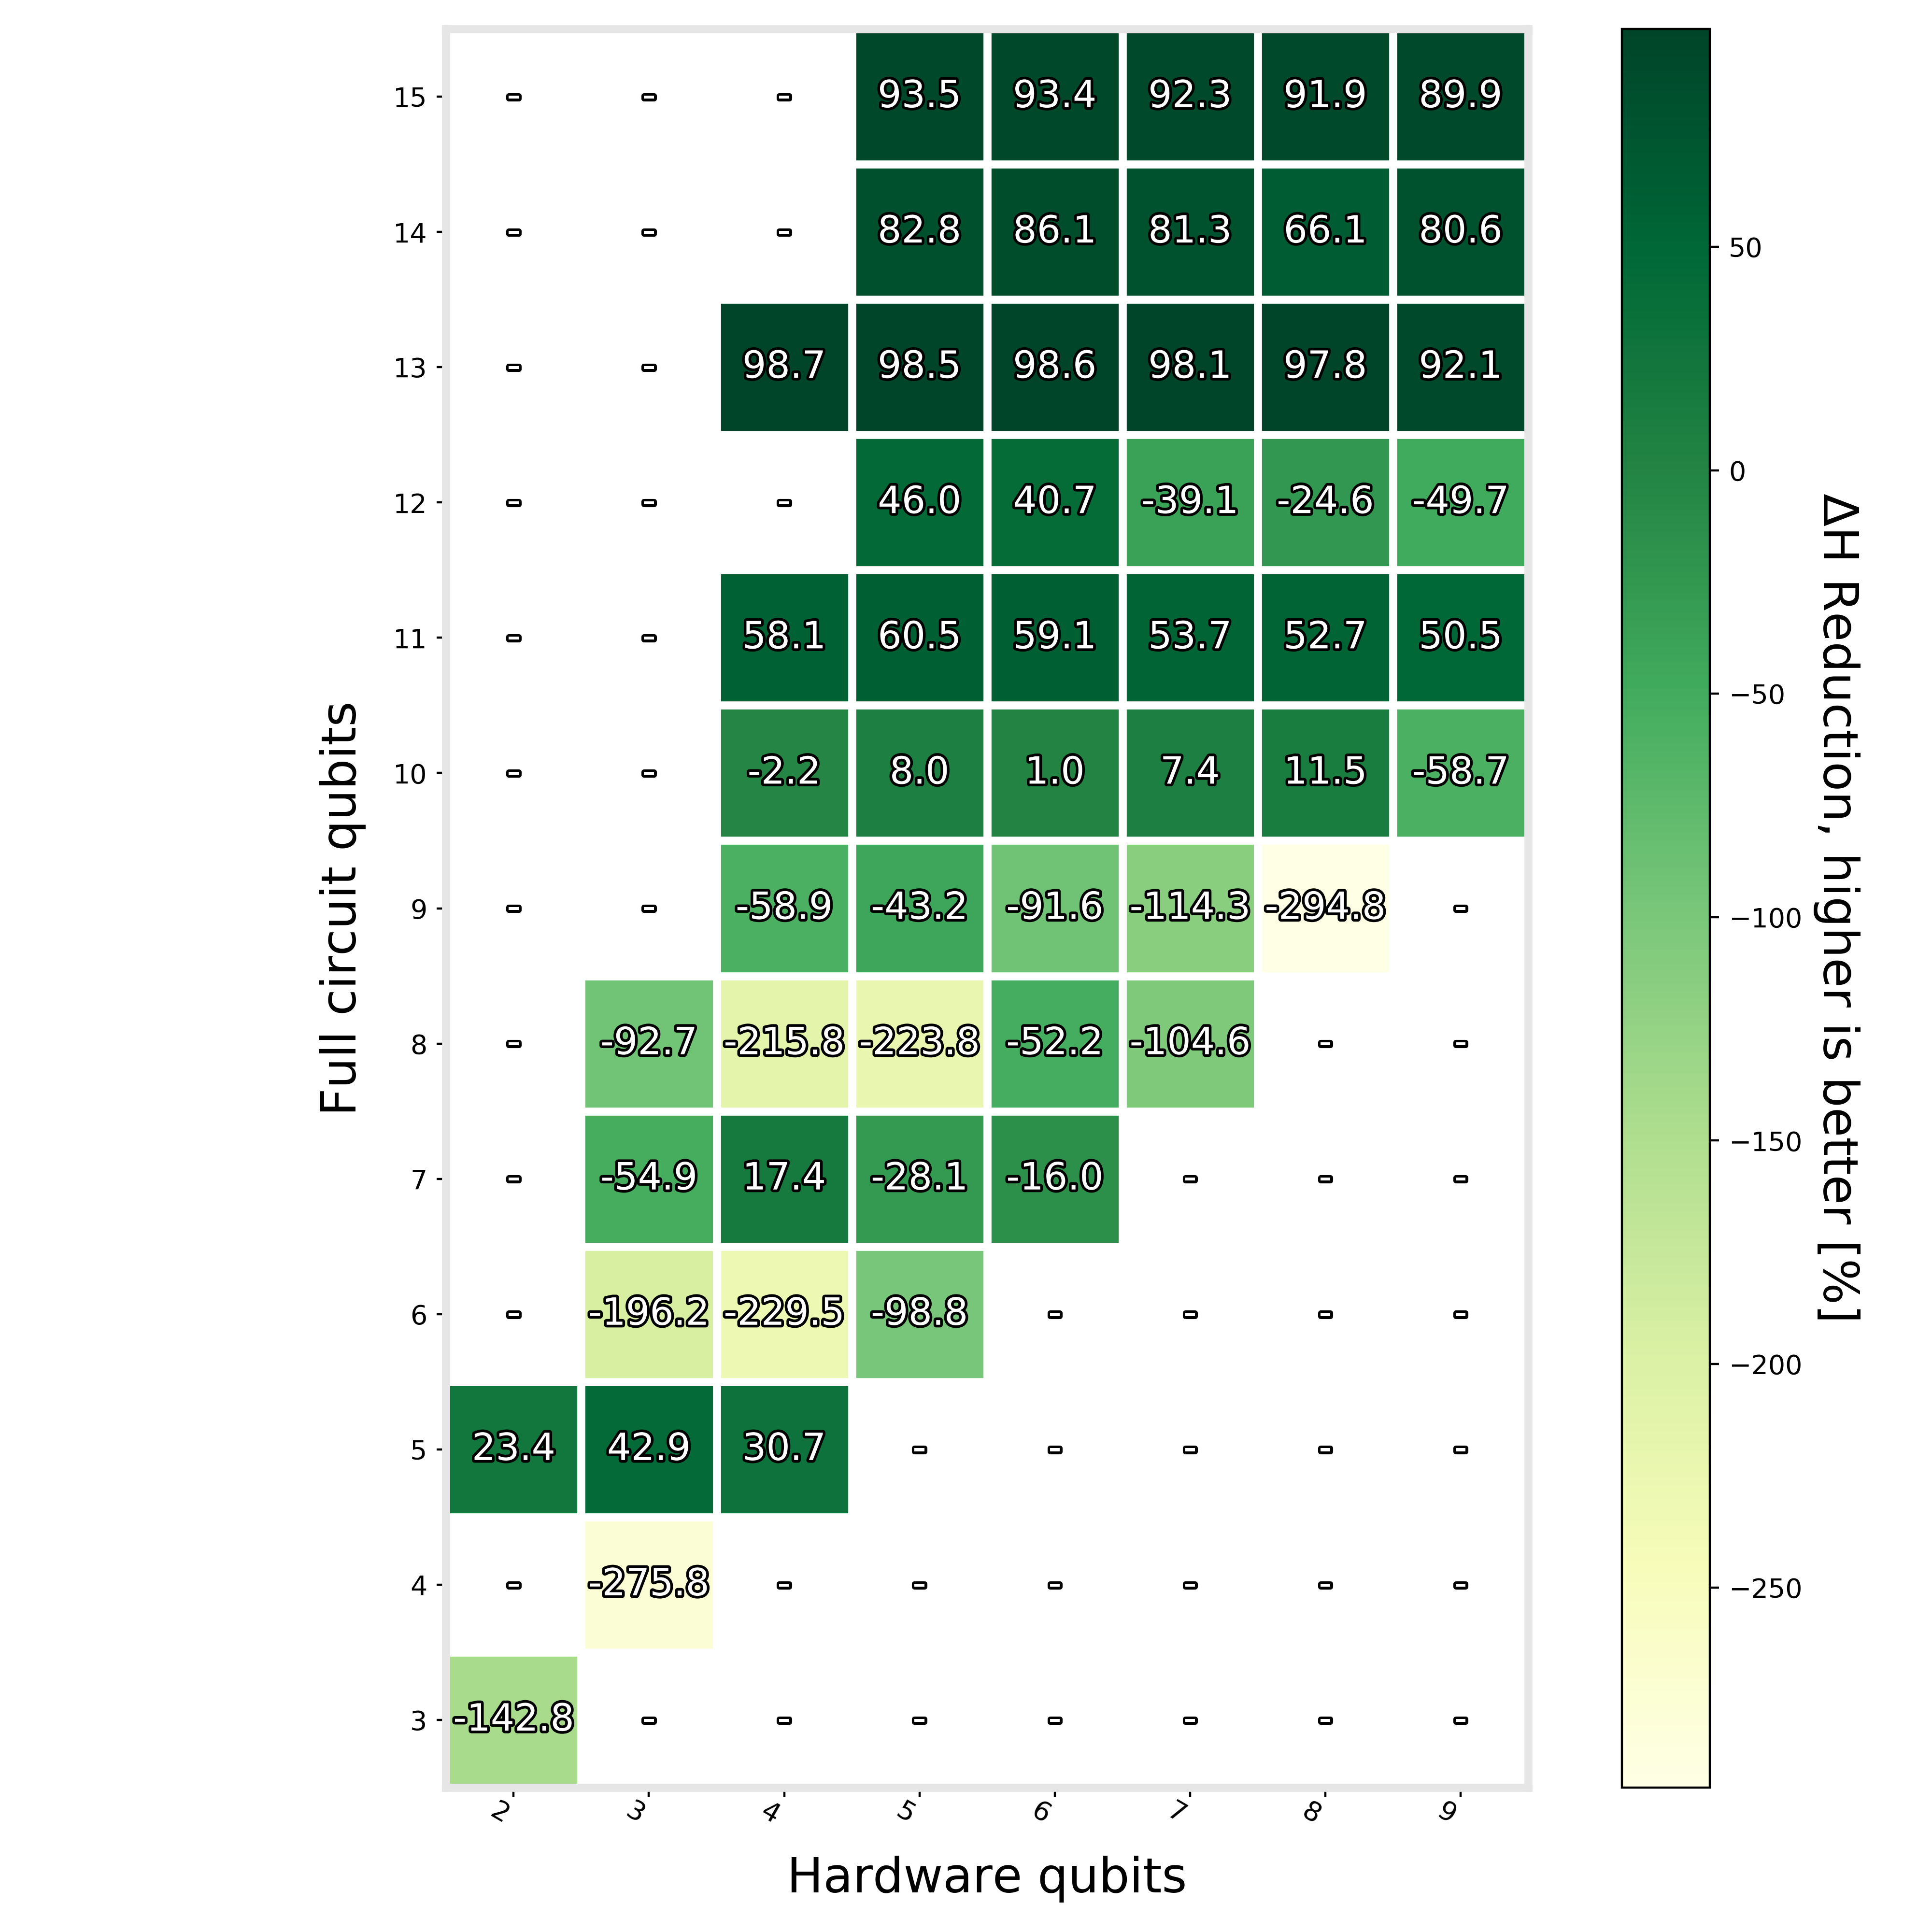 15 - - - 93.5 93.4 92.3 91.9 89.9
14 - - - 82.8 86.1 81.3 66.1 80.6
13 - - 98.7 98.5 98.6 98.1 97.8 92.1
12 - - - 46.0 40.7 -39.1 -24.6 -49.7
11 - - 58.1 60.5 59.1 53.7 52.7 50.5
10 - - -2.2 8.0 1.0 7.4 11.5 -58.7
9 - - -58.9 -43.2 -91.6 -114.3 -294.8 -
8 - -92.7 -215.8 -223.8 -52.2 -104.6 - -
7 - -54.9 17.4 -28.1 -16.0 - - -
6 - -196.2 -229.5 -98.8 - - - -
5 23.4 42.9 30.7 - - - - -
4 - -275.8 - - - - - -
3 -142.8 - - - - - - -
2 3 4 5 6 7 8 9
Hardware qubits
Full circuit qubits
50
0
−50
−100
−150
−200
−250
ΔH Reduction, higher is better [%]